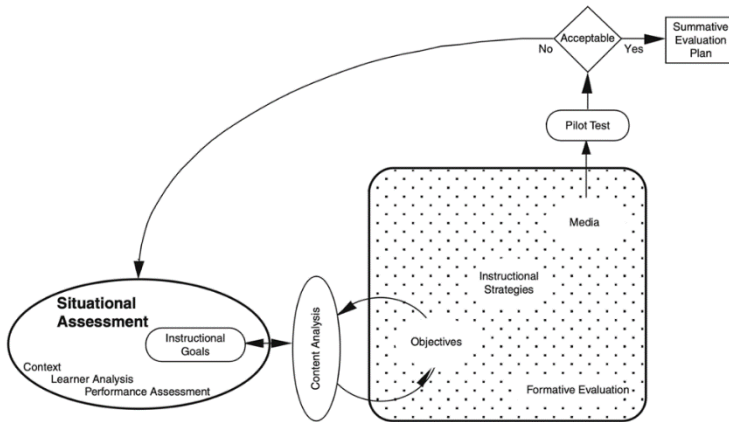 Acceptable
No
Yes
Summative
Evaluation
Plan
Pilot Test
Media
Instructional
Strategies
Situational
Assessment
Instructional
Goals
Context
Learner Analysis
Performance Assessment
Content Analysis
Objectives
Formative Evaluation